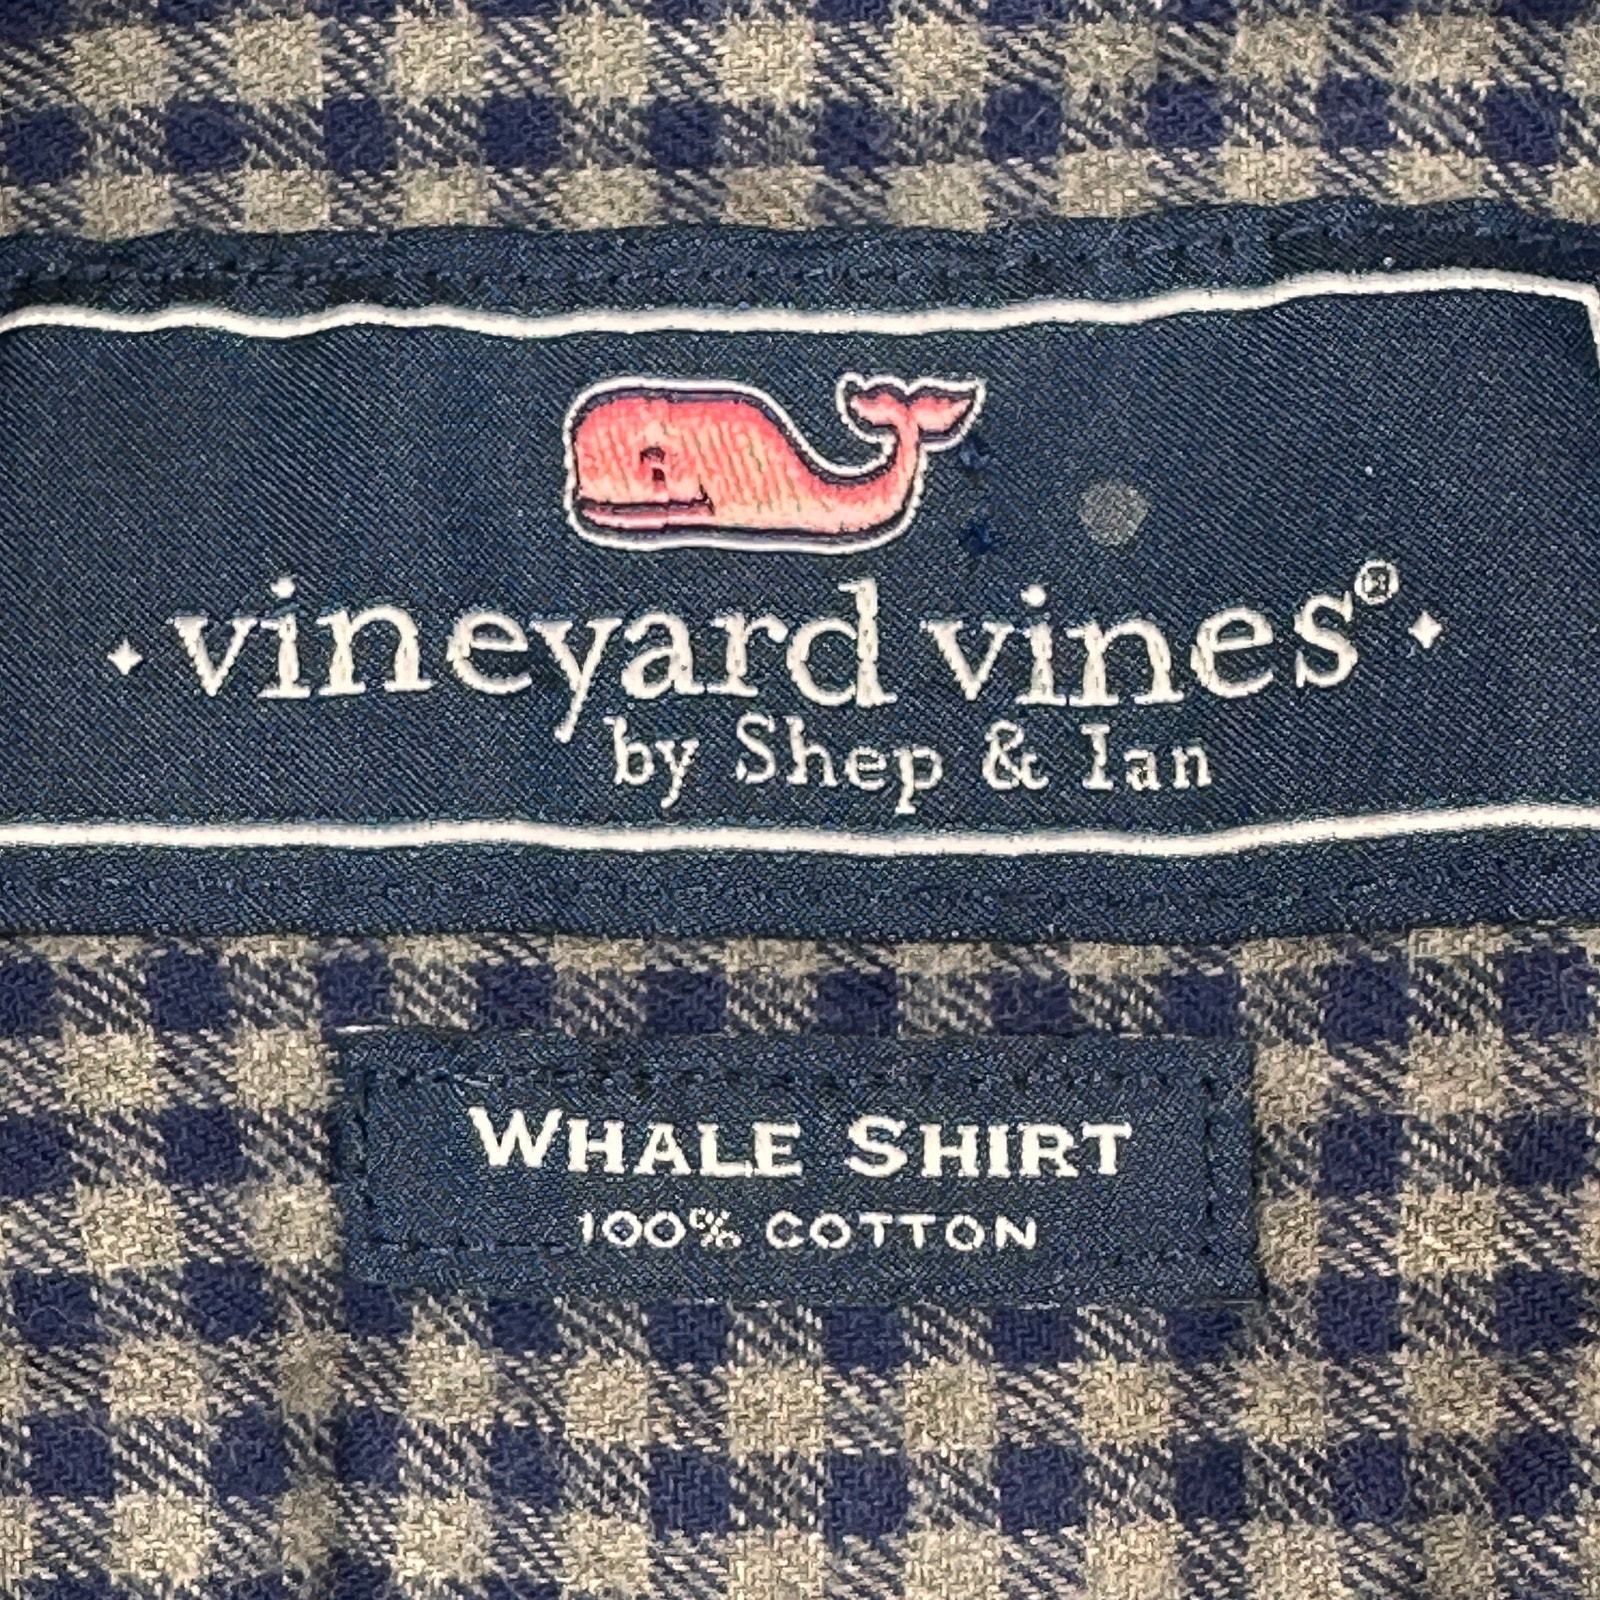 vineyard vines®
by Shep & Ian
WHALE SHIRT
100% COTTON